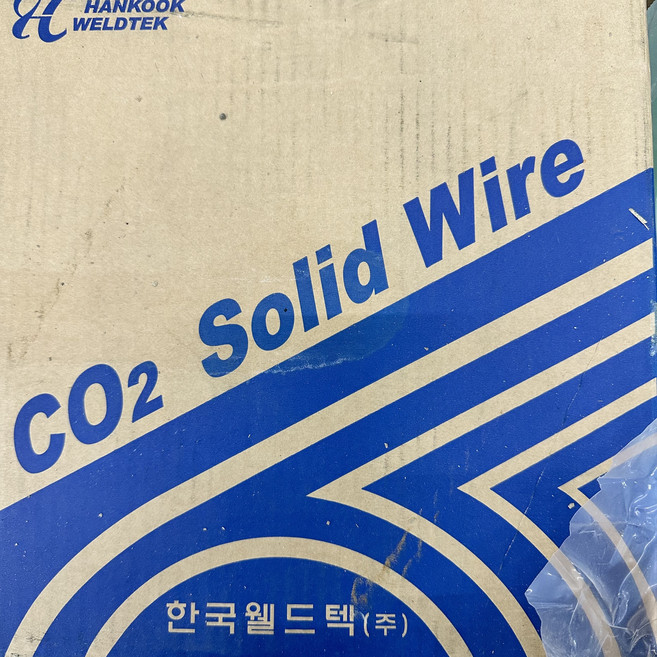 HANKOOK
WELDTEK
CO2 Solid Wire
한국웰드텍(주)